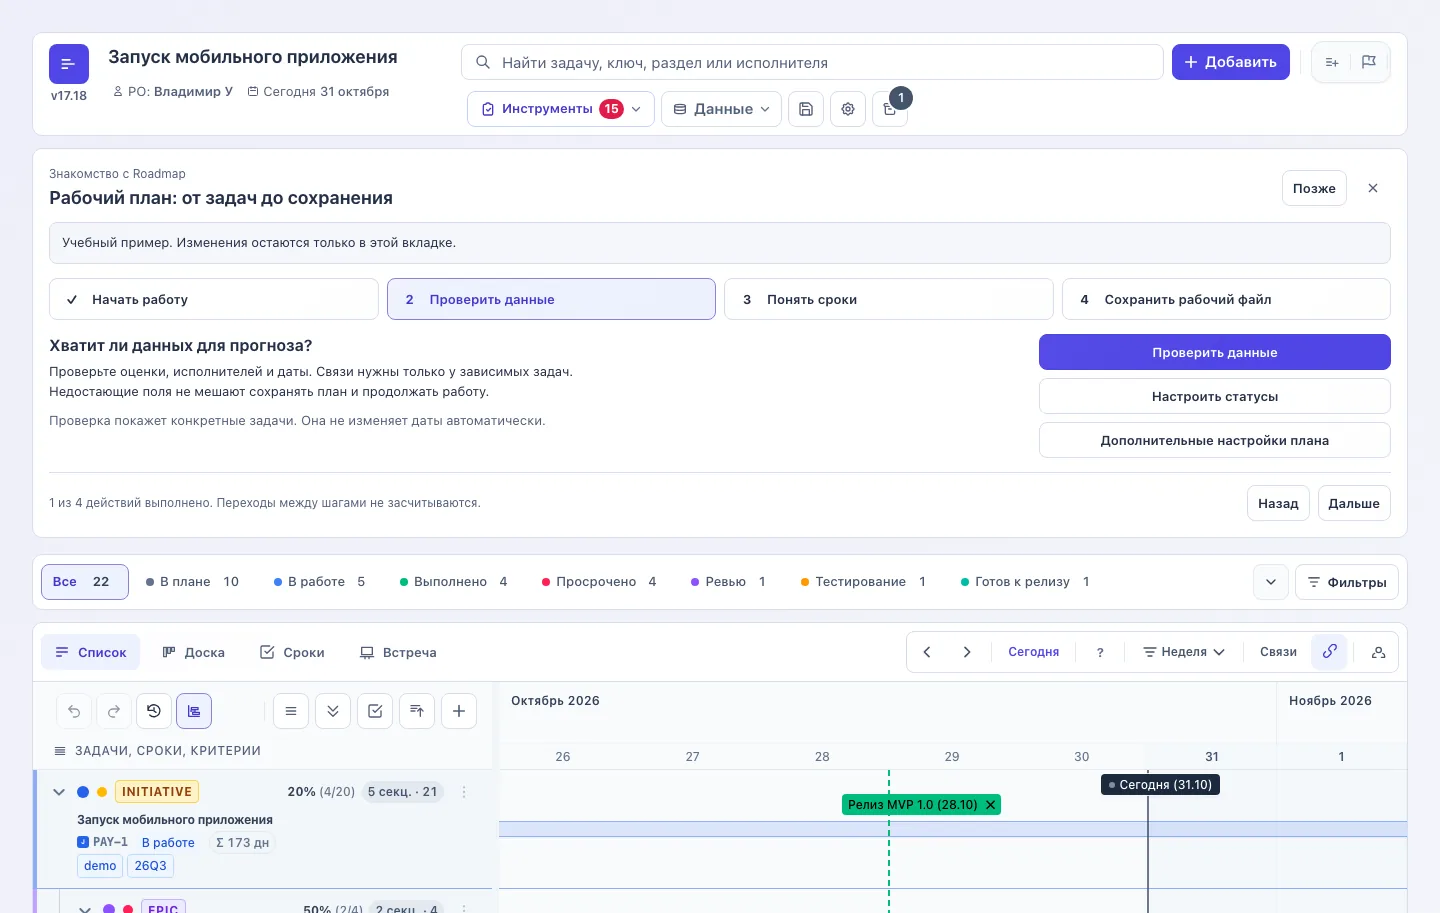 Запуск мобильного приложения
v17.18
PO: Владимир У
Сегодня 31 октября
Найти задачу, ключ, раздел или исполнителя
Добавить
Инструменты 15
Данные
1
Знакомство с Roadmap
Рабочий план: от задач до сохранения
Позже
Учебный пример. Изменения остаются только в этой вкладке.
Начать работу
2 Проверить данные
3 Понять сроки
4 Сохранить рабочий файл
Хватит ли данных для прогноза?
Проверьте оценки, исполнителей и даты. Связи нужны только у зависимых задач.
Недостающие поля не мешают сохранять план и продолжать работу.
Проверка покажет конкретные задачи. Она не изменяет даты автоматически.
Проверить данные
Настроить статусы
Дополнительные настройки плана
1 из 4 действий выполнено. Переходы между шагами не засчитываются.
Назад
Дальше
Все 22
В плане 10
В работе 5
Выполнено 4
Просрочено 4
Ревью 1
Тестирование 1
Готов к релизу 1
Фильтры
Список
Доска
Сроки
Встреча
Сегодня
?
Неделя
Связи
ЗАДАЧИ, СРОКИ, КРИТЕРИИ
Октябрь 2026
Ноябрь 2026
26 27 28 29 30 31 1
INITIATIVE
20% (4/20)
5 секц. · 21
Запуск мобильного приложения
PAY-1
В работе
Σ 173 дн
demo
26Q3
Релиз MVP 1.0 (28.10)
Сегодня (31.10)
EPIC
50% (2/4)
2 секц. · 4